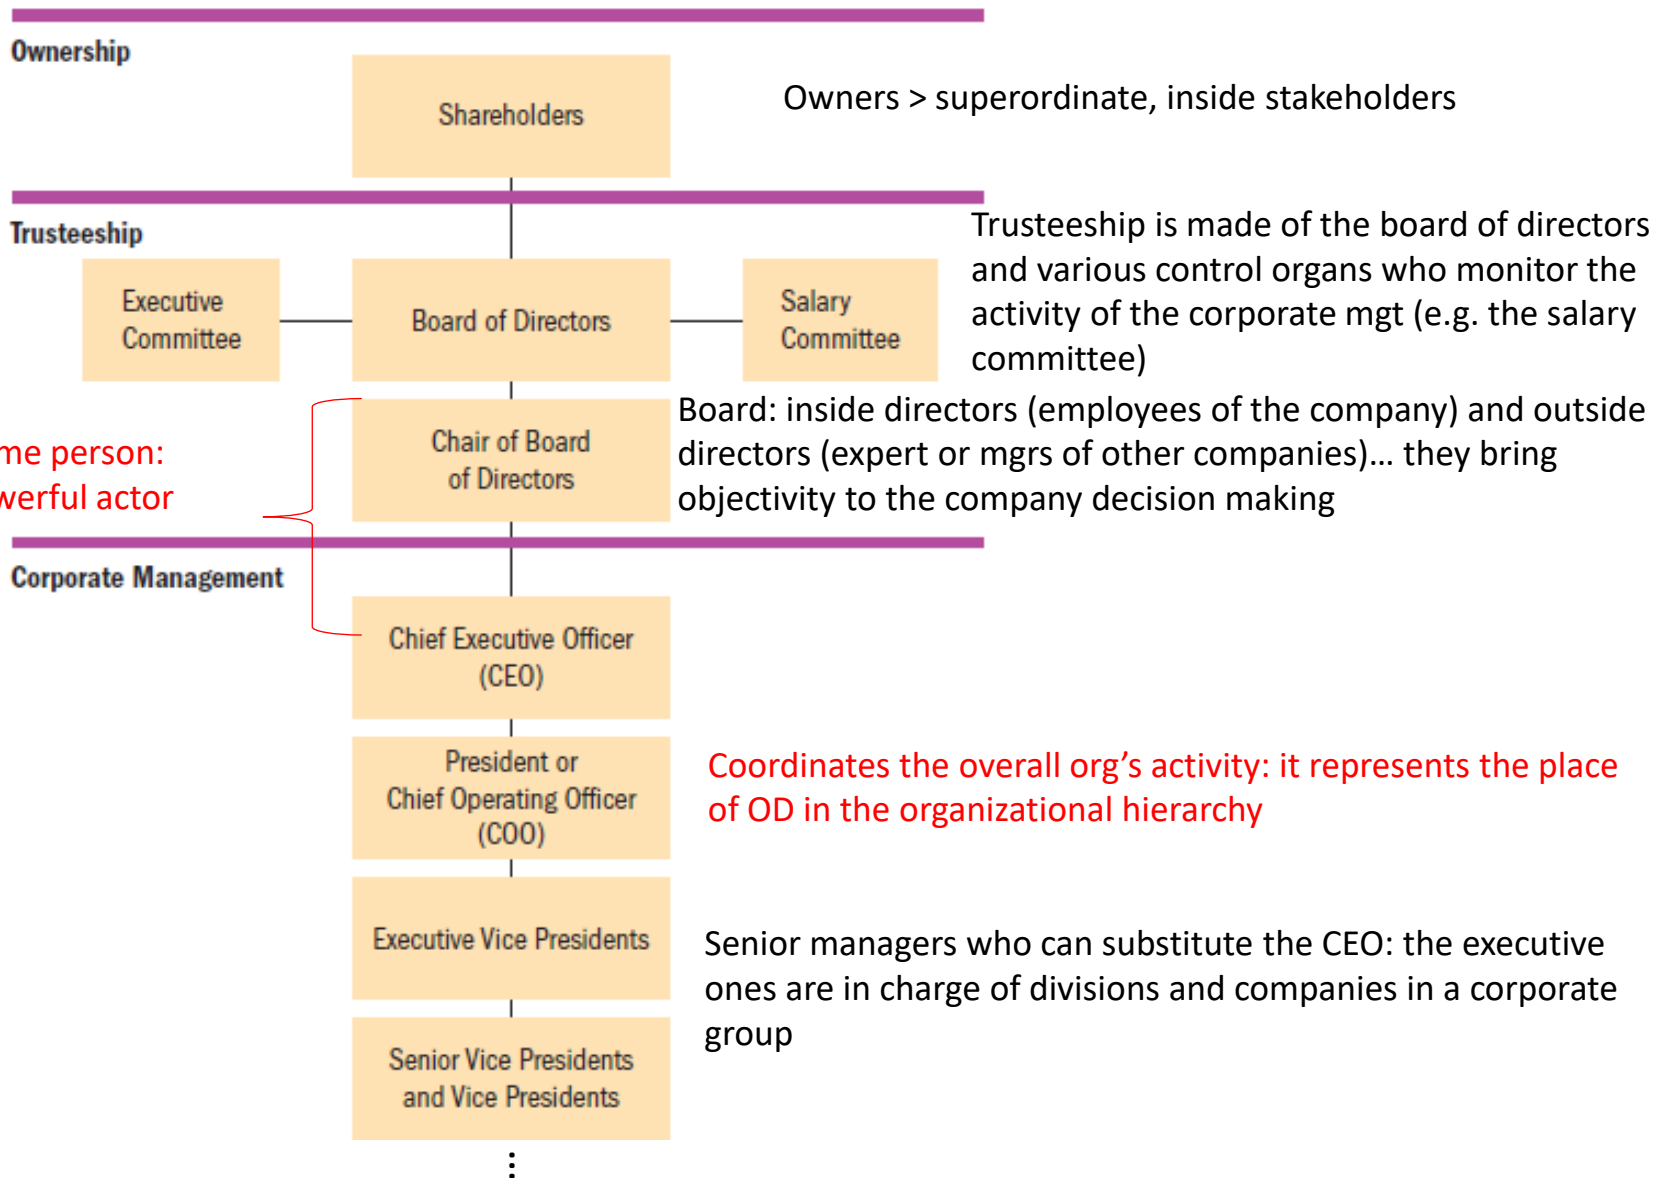 Ownership
Shareholders
Owners > superordinate, inside stakeholders
Trusteeship
Executive
Committee
Board of Directors
Salary
Committee
Trusteeship is made of the board of directors
and various control organs who monitor the
activity of the corporate mgt (e.g. the salary
committee)
Chair of Board
of Directors
Board: inside directors (employees of the company) and outside
directors (expert or mgrs of other companies)... they bring
objectivity to the company decision making
person:
actor
Corporate Management
Chief Executive Officer
(CEO)
President or
Chief Operating Officer
(COO)
Coordinates the overall org's activity: it represents the place
of OD in the organizational hierarchy
Executive Vice Presidents
Senior managers who can substitute the CEO: the executive
ones are in charge of divisions and companies in a corporate
group
Senior Vice Presidents
and Vice Presidents